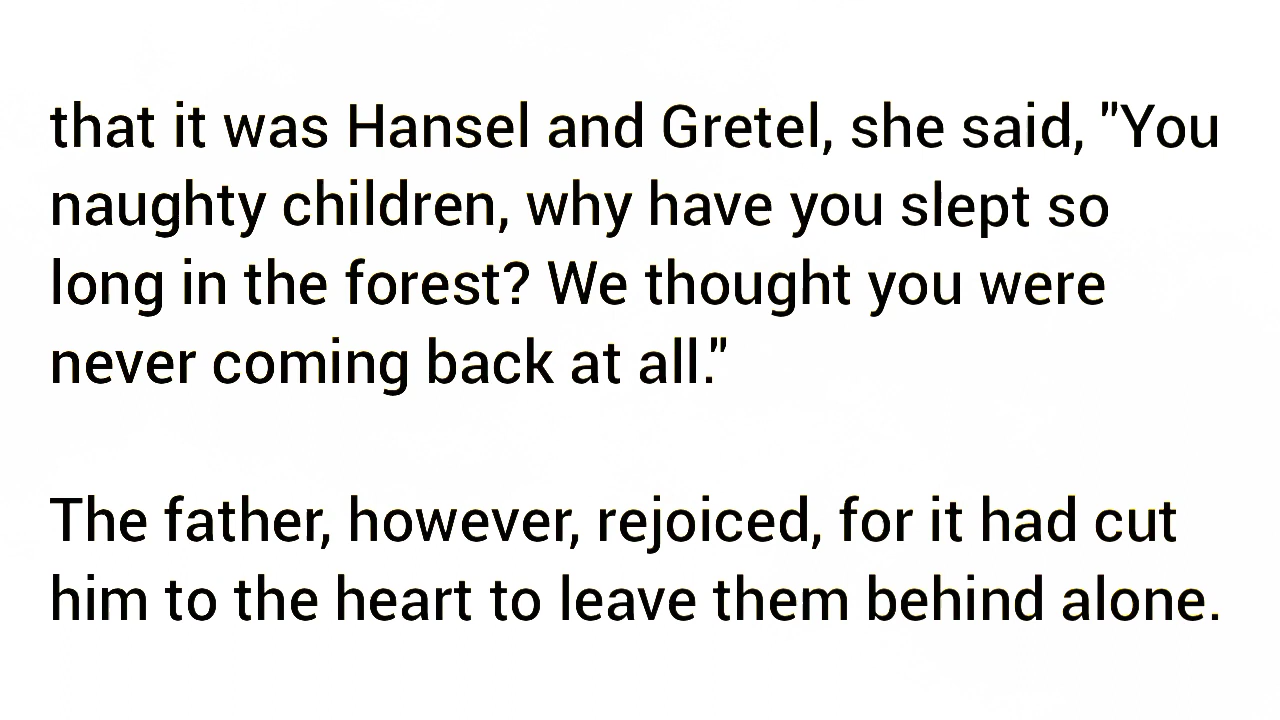 that it was Hansel and Gretel, she said, "You
naughty children, why have you slept so
long in the forest? We thought you were
never coming back at all."
The father, however, rejoiced, for it had cut
him to the heart to leave them behind alone.